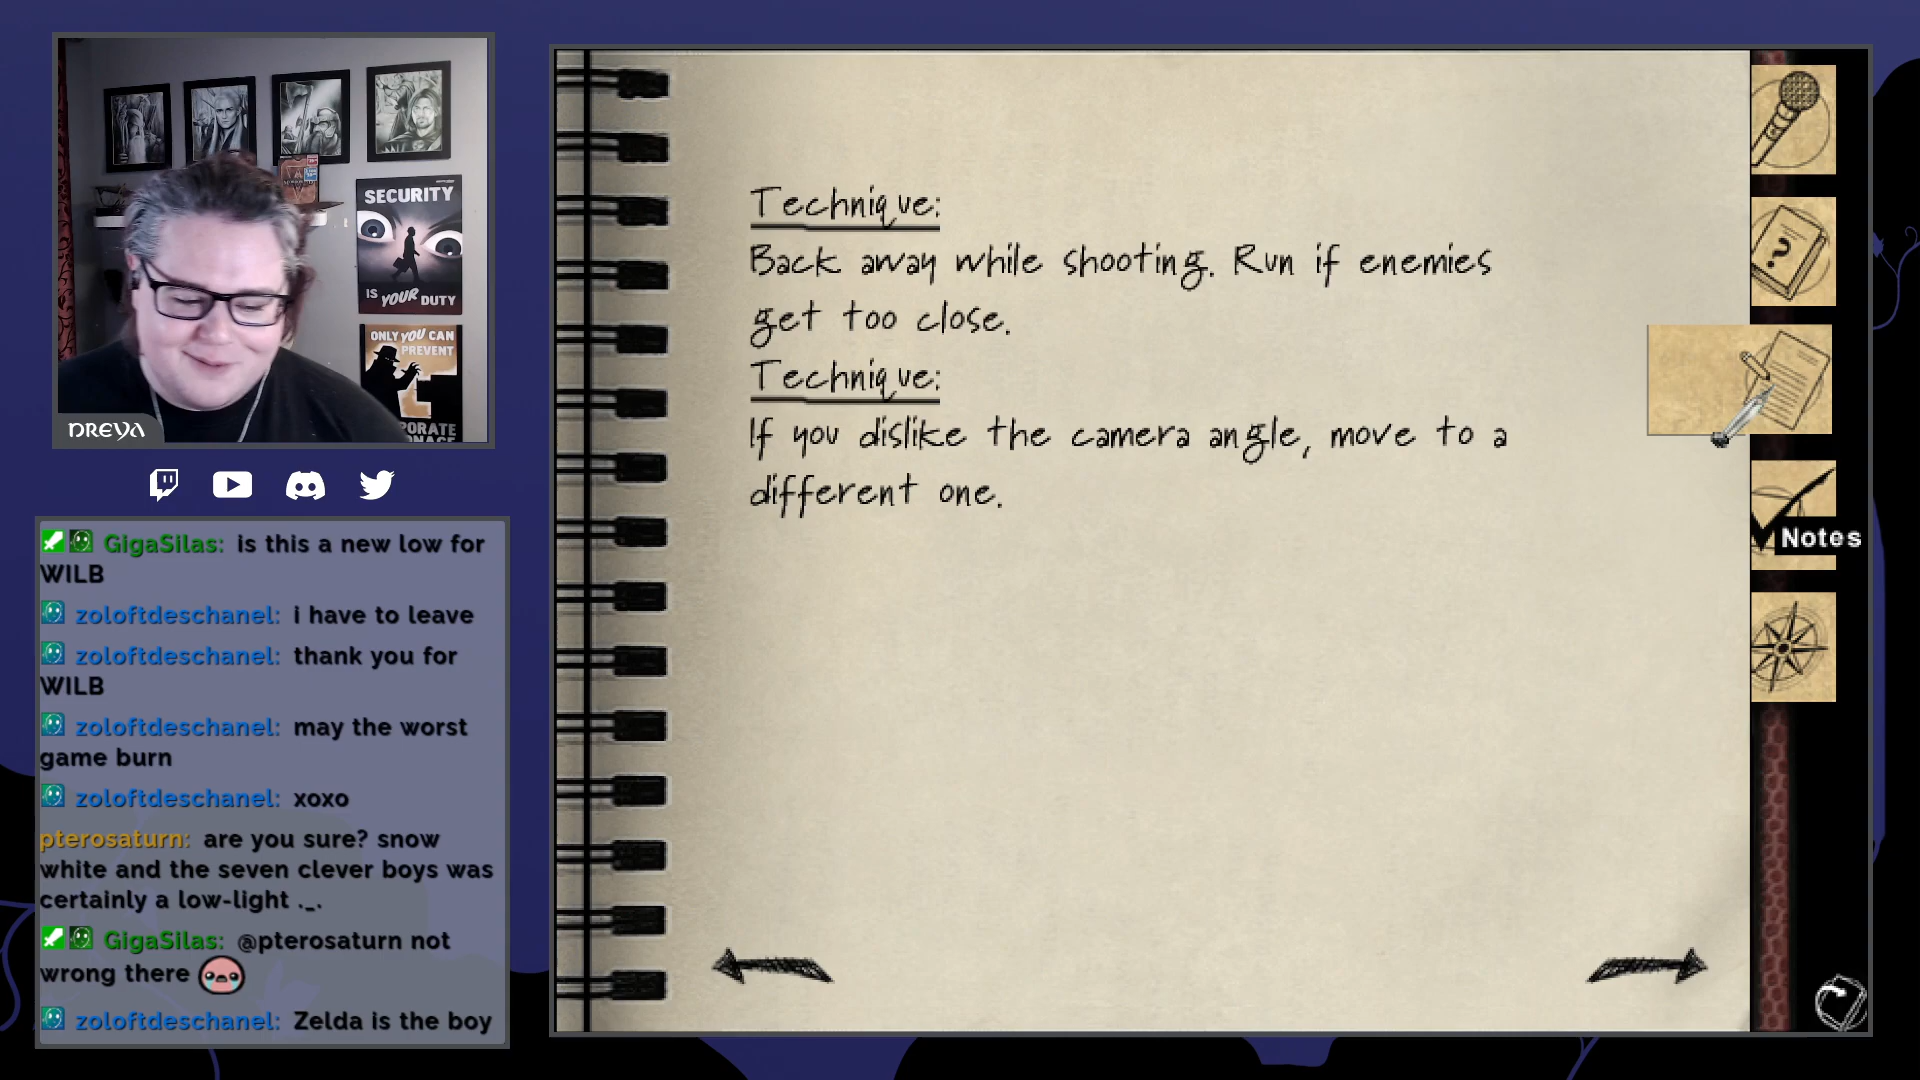 SECURITY
IS YOUR DUTY
ONLY YOU CAN
PREVENT
DREYA
GigaSilas: is this a new low for
WILB
zoloftdeschanel: i have to leave
zoloftdeschanel: thank you for
WILB
zoloftdeschanel: may the worst
game burn
zoloftdeschanel: xoxo
pterosaturn: are you sure? snow
white and the seven clever boys was
certainly a low-light ._.
GigaSilas: @pterosaturn not
wrong there
zoloftdeschanel: Zelda is the boy
Technique:
Back away while shooting. Run if enemies
get too close.
Technique:
If you dislike the camera angle, move to a
different one.
?
Notes